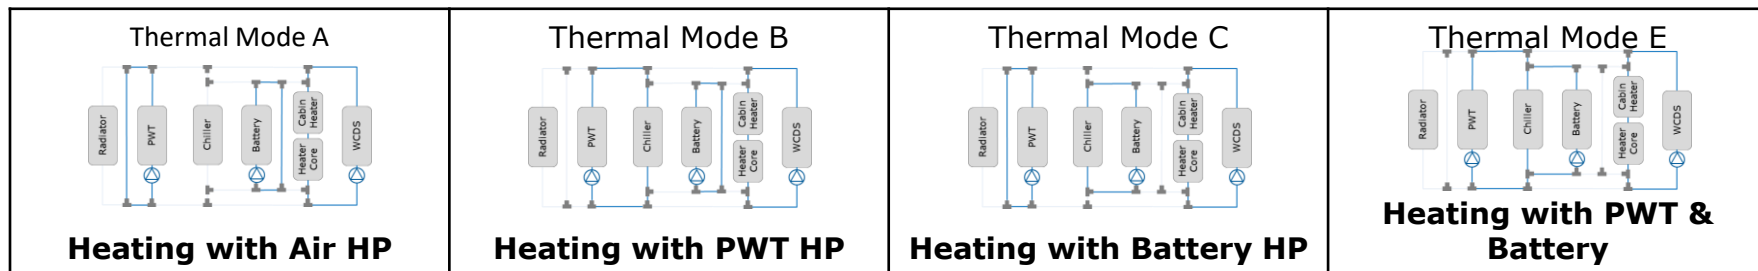 Thermal Mode A
Radiator
PWT
Chiller
Battery
Cabin
Heater
Heater
Core
WCDS
Heating with Air HP
Thermal Mode B
Radiator
PWT
Chiller
Battery
Cabin
Heater
Heater
Core
WCDS
Heating with PWT HP
Thermal Mode C
Radiator
PWT
Chiller
Battery
Cabin
Heater
Heater
Core
WCDS
Heating with Battery HP
Thermal Mode E
Radiator
PWT
Chiller
Battery
Cabin
Heater
Heater
Core
WCDS
Heating with PWT &
Battery